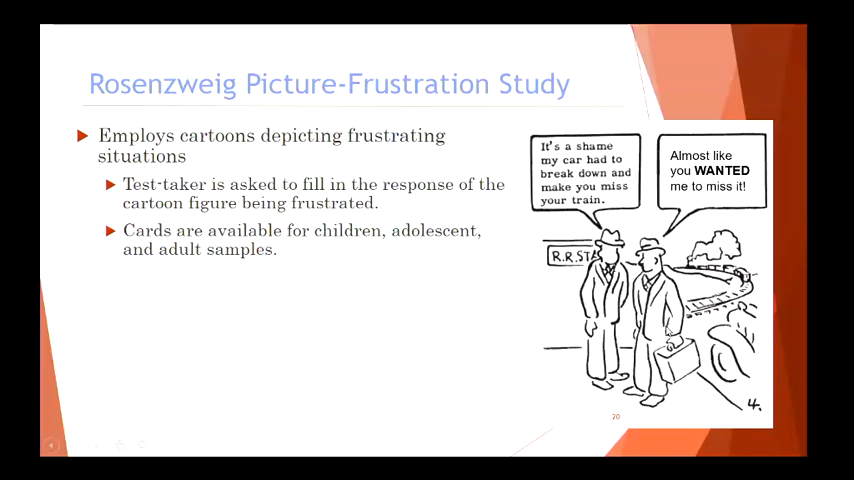 Rosenzweig Picture-Frustration Study
Employs cartoons depicting frustrating
situations
Test-taker is asked to fill in the response of the
cartoon figure being frustrated.
Cards are available for children, adolescent,
and adult samples.
It's a shame
my car had to
break down and
make you miss
your train.
Almost like
you WANTED
me to miss it!
R.R.STA
4.
20